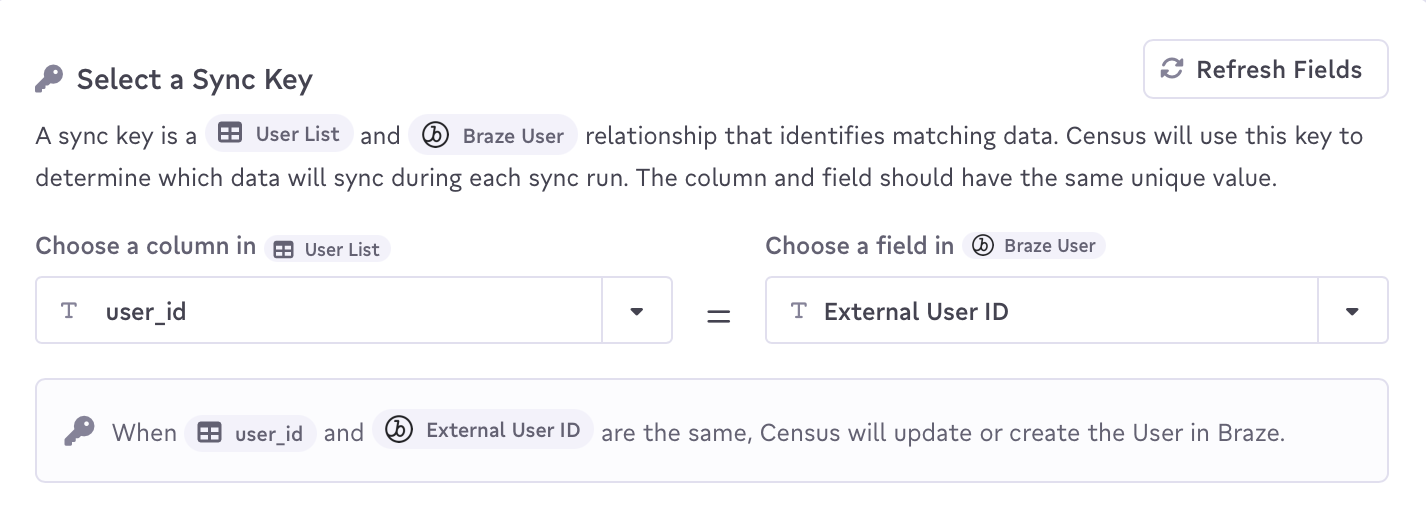 Select a Sync Key
Refresh Fields
A sync key is a User List and Braze User relationship that identifies matching data. Census will use this key to
determine which data will sync during each sync run. The column and field should have the same unique value.
Choose a column in User List
Choose a field in Braze User
T user_id
=
T External User ID
When user_id and External User ID are the same, Census will update or create the User in Braze.